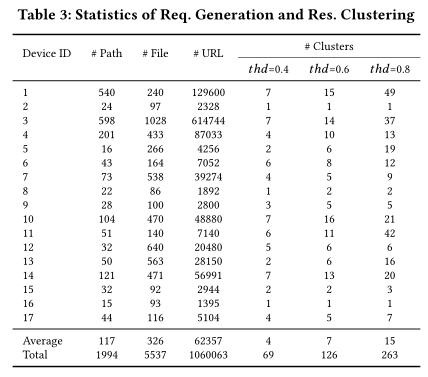 Table 3: Statistics of Req. Generation and Res. Clustering
Device ID # Path # File # URL # Clusters
thd=0.4 thd=0.6 thd=0.8
1 540 240 129600 7 15 49
2 24 97 2328 1 1 1
3 598 1028 614744 7 14 37
4 201 433 87033 4 10 13
5 16 266 4256 2 6 19
6 43 164 7052 6 8 12
7 73 538 39274 4 5 9
8 22 86 1892 1 2 2
9 28 100 2800 3 5 5
10 104 470 48880 7 16 21
11 51 140 7140 6 11 42
12 32 640 20480 5 6 6
13 50 563 28150 2 6 16
14 121 471 56991 7 13 20
15 32 92 2944 2 2 3
16 15 93 1395 1 1 1
17 44 116 5104 4 5 7
Average 117 326 62357 4 7 15
Total 1994 5537 1060063 69 126 263